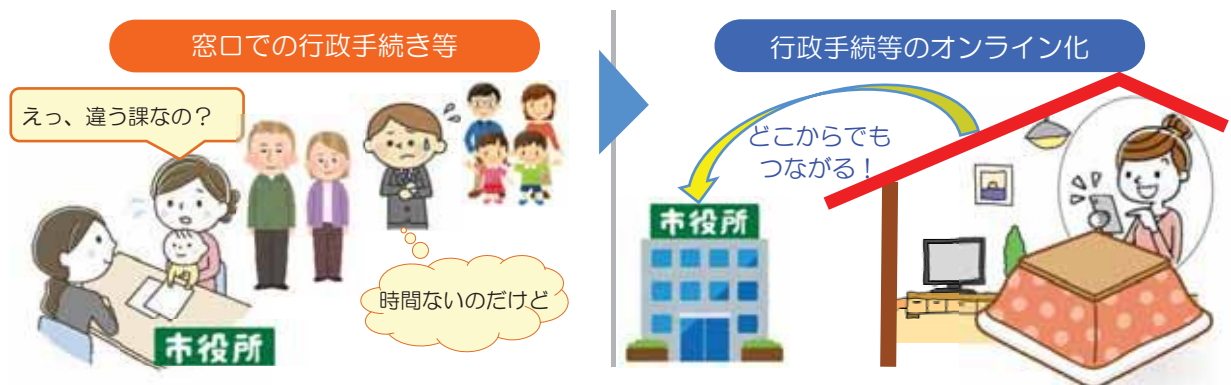 窓口での行政手続き等
えっ、違う課なの？
時間ないのだけど
市役所
行政手続等のオンライン化
どこからでも
つながる！
市役所